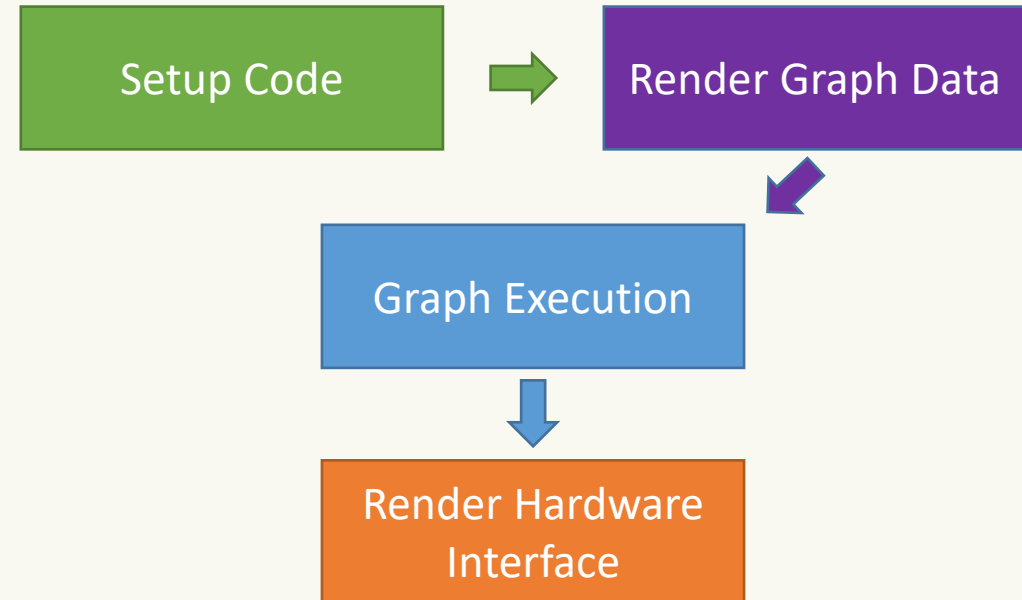 Setup Code
Render Graph Data
Graph Execution
Render Hardware
Interface